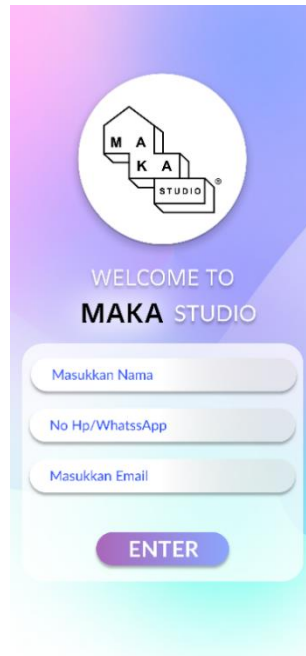 M A
K A
STUDIO ®
WELCOME TO
MAKA STUDIO
Masukkan Nama
No Hp/WhatssApp
Masukkan Email
ENTER